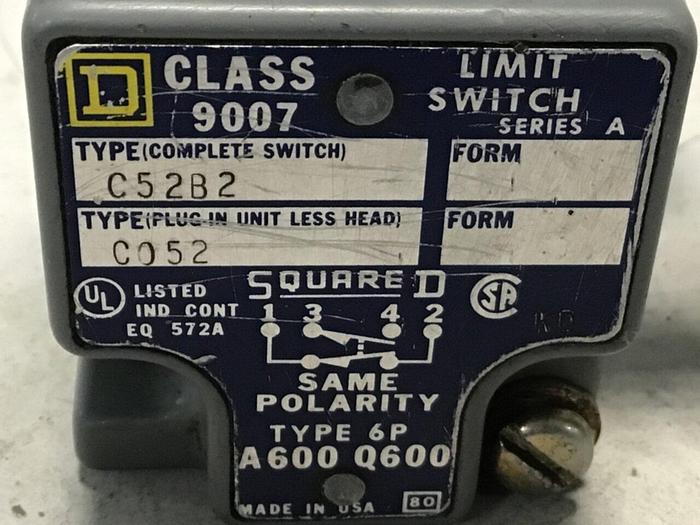 D CLASS
9007
LIMIT
SWITCH
SERIES A
TYPE(COMPLETE SWITCH)
C52B2
FORM
TYPE(PLUG-IN UNIT LESS HEAD)
CO52
FORM
UL LISTED
IND CONT
EQ 572A
SQUARE D
SA
1 3 4 2
SAME
POLARITY
TYPE 6P
A600 Q600
MADE IN USA
80